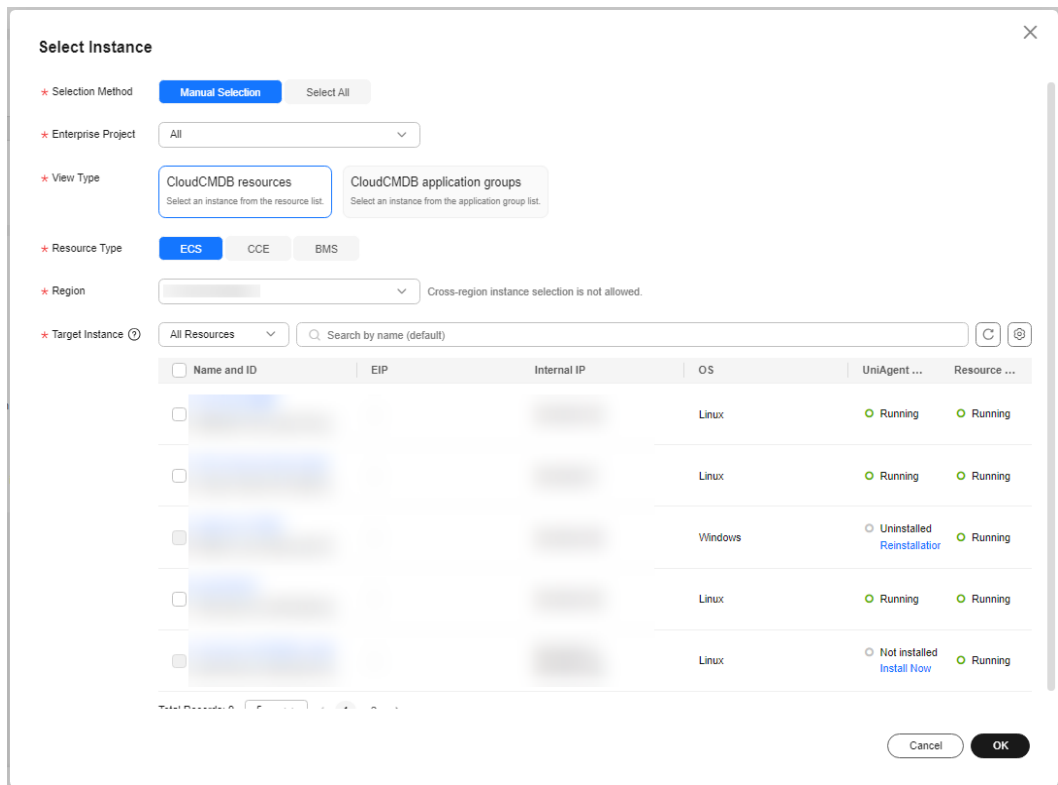 Select Instance
* Selection Method Manual Selection Select All
* Enterprise Project All
* View Type CloudCMDB resources CloudCMDB application groups
Select an instance from the resource list. Select an instance from the application group list.
* Resource Type ECS CCE BMS
* Region Cross-region instance selection is not allowed.
* Target Instance ? All Resources Search by name (default)
Name and ID EIP Internal IP OS UniAgent ... Resource ...
Linux Running Running
Linux Running Running
Windows Uninstalled Running
Reinstallation
Linux Running Running
Linux Not installed Running
Install Now
Total Records:
Cancel OK